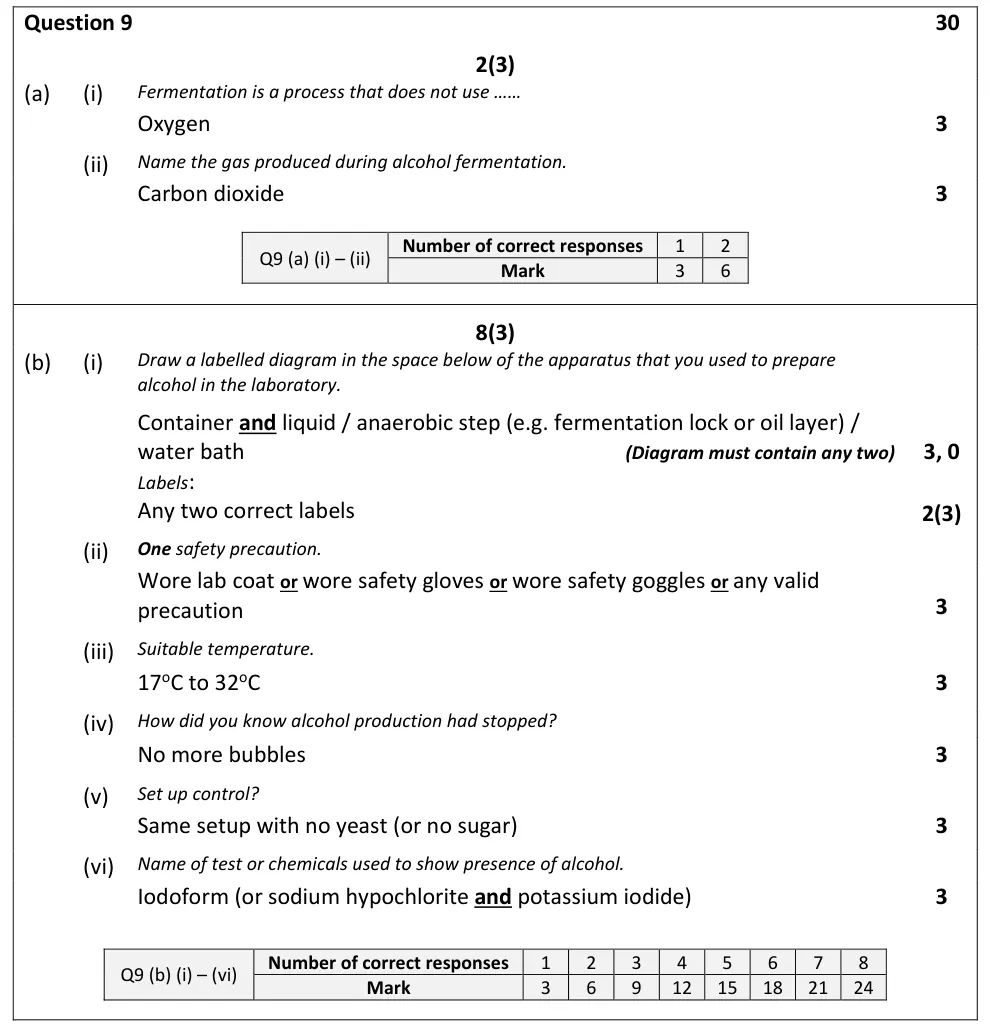 Question 9 30
2(3)
(a) (i) Fermentation is a process that does not use ……
Oxygen 3
(ii) Name the gas produced during alcohol fermentation.
Carbon dioxide 3
Q9 (a) (i) – (ii) Number of correct responses 1 2
Mark 3 6
8(3)
(b) (i) Draw a labelled diagram in the space below of the apparatus that you used to prepare
alcohol in the laboratory.
Container and liquid / anaerobic step (e.g. fermentation lock or oil layer) /
water bath (Diagram must contain any two) 3, 0
Labels:
Any two correct labels 2(3)
(ii) One safety precaution.
Wore lab coat or wore safety gloves or wore safety goggles or any valid
precaution 3
(iii) Suitable temperature.
17°C to 32°C 3
(iv) How did you know alcohol production had stopped?
No more bubbles 3
(v) Set up control?
Same setup with no yeast (or no sugar) 3
(vi) Name of test or chemicals used to show presence of alcohol.
Iodoform (or sodium hypochlorite and potassium iodide) 3
Q9 (b) (i) – (vi) Number of correct responses 1 2 3 4 5 6 7 8
Mark 3 6 9 12 15 18 21 24